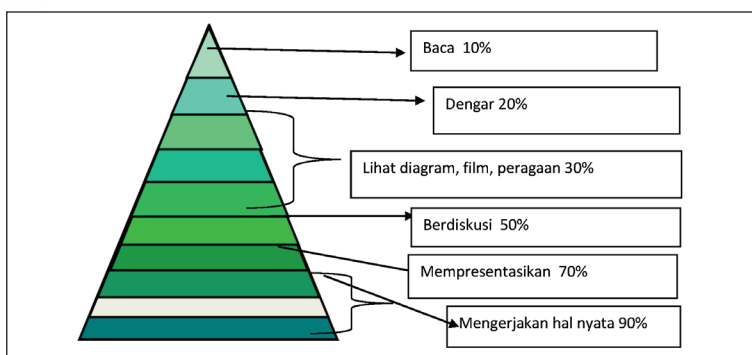 Baca 10%
Dengar 20%
Lihat diagram, film, peragaan 30%
Berdiskusi 50%
Mempresentasikan 70%
Mengerjakan hal nyata 90%